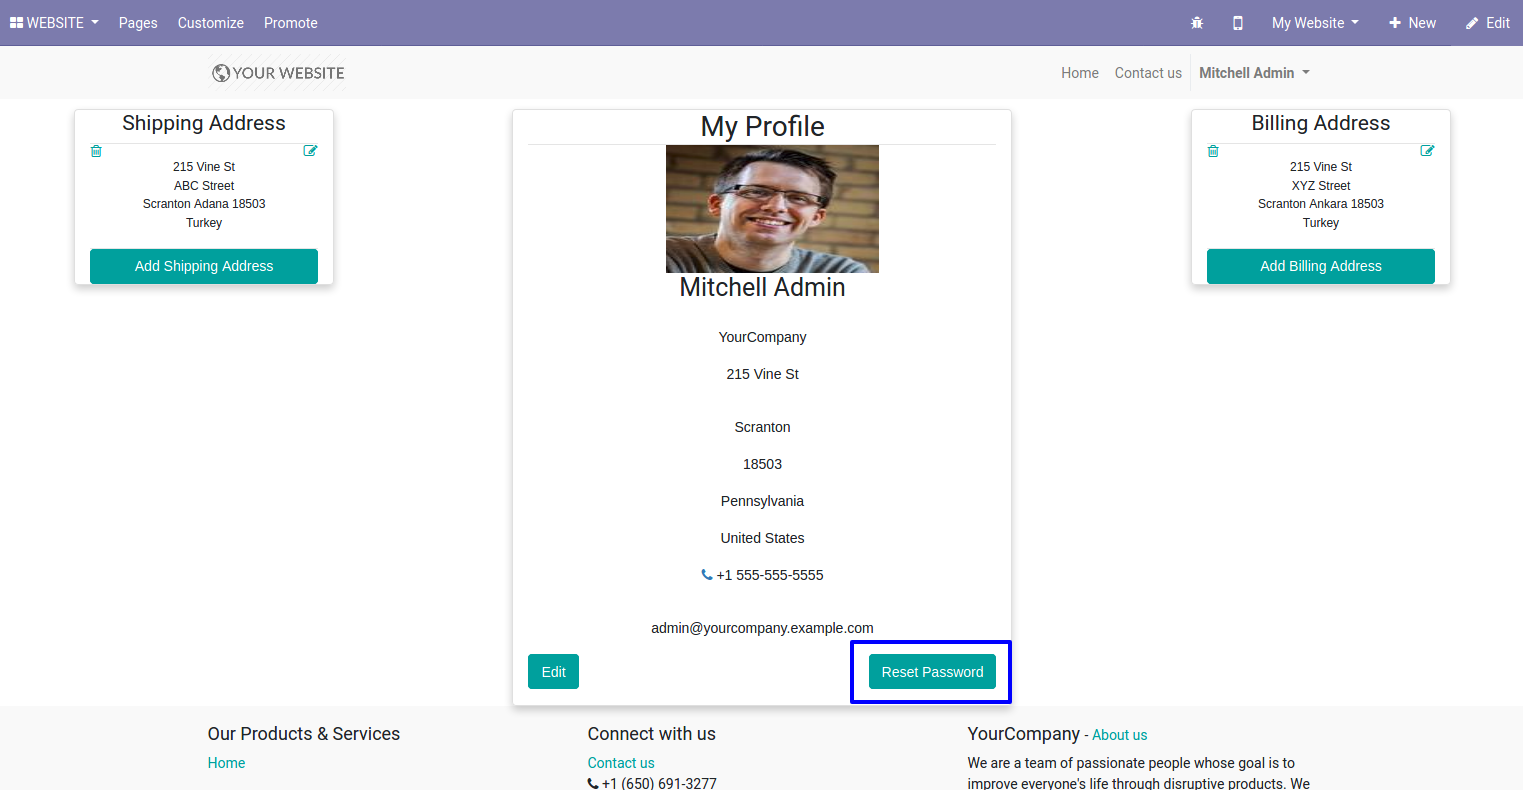 WEBSITE Pages Customize Promote My Website New Edit
YOUR WEBSITE Home Contact us Mitchell Admin
Shipping Address
215 Vine St
ABC Street
Scranton Adana 18503
Turkey
Add Shipping Address
My Profile
Mitchell Admin
YourCompany
215 Vine St
Scranton
18503
Pennsylvania
United States
+1 555-555-5555
admin@yourcompany.example.com
Edit Reset Password
Billing Address
215 Vine St
XYZ Street
Scranton Ankara 18503
Turkey
Add Billing Address
Our Products & Services
Home
Connect with us
Contact us
+1 (650) 691-3277
YourCompany - About us
We are a team of passionate people whose goal is to
improve everyone's life through disruptive products. We